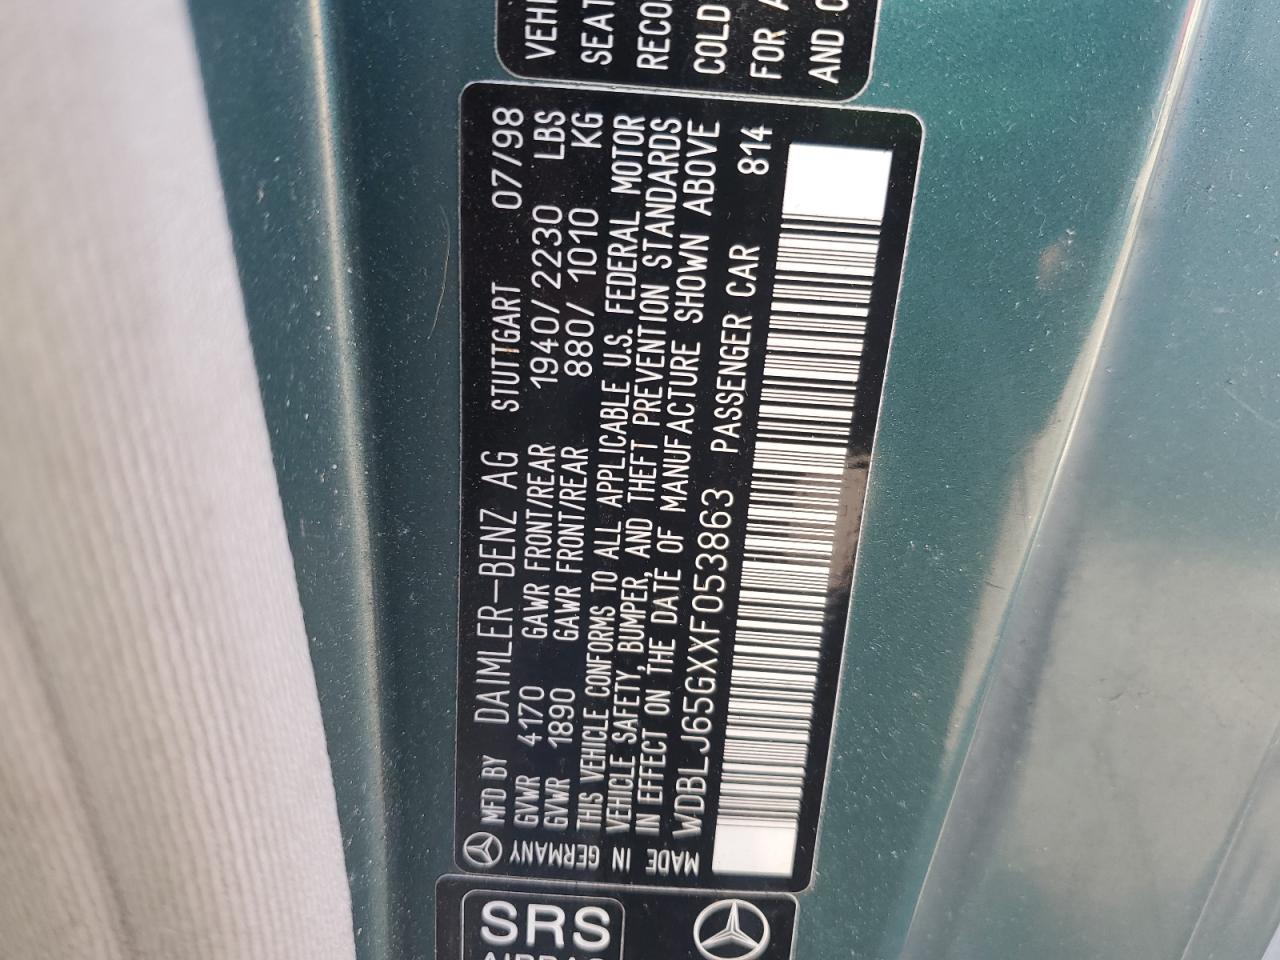 VEHI
SEAT
RECO
COLD
FOR A
AND C
MFD BY DAIMLER-BENZ AG STUTTGART 07/98
GVWR 4170 GAWR FRONT/REAR 1940/2230 LBS
GVWR 1890 GAWR FRONT/REAR 880/1010 KG
THIS VEHICLE CONFORMS TO ALL APPLICABLE U.S. FEDERAL MOTOR
VEHICLE SAFETY, BUMPER, AND THEFT PREVENTION STANDARDS
IN EFFECT ON THE DATE OF MANUFACTURE SHOWN ABOVE
WDBLJ65GXXF053863 PASSENGER CAR 814
MADE IN GERMANY
SRS
AIRBAG